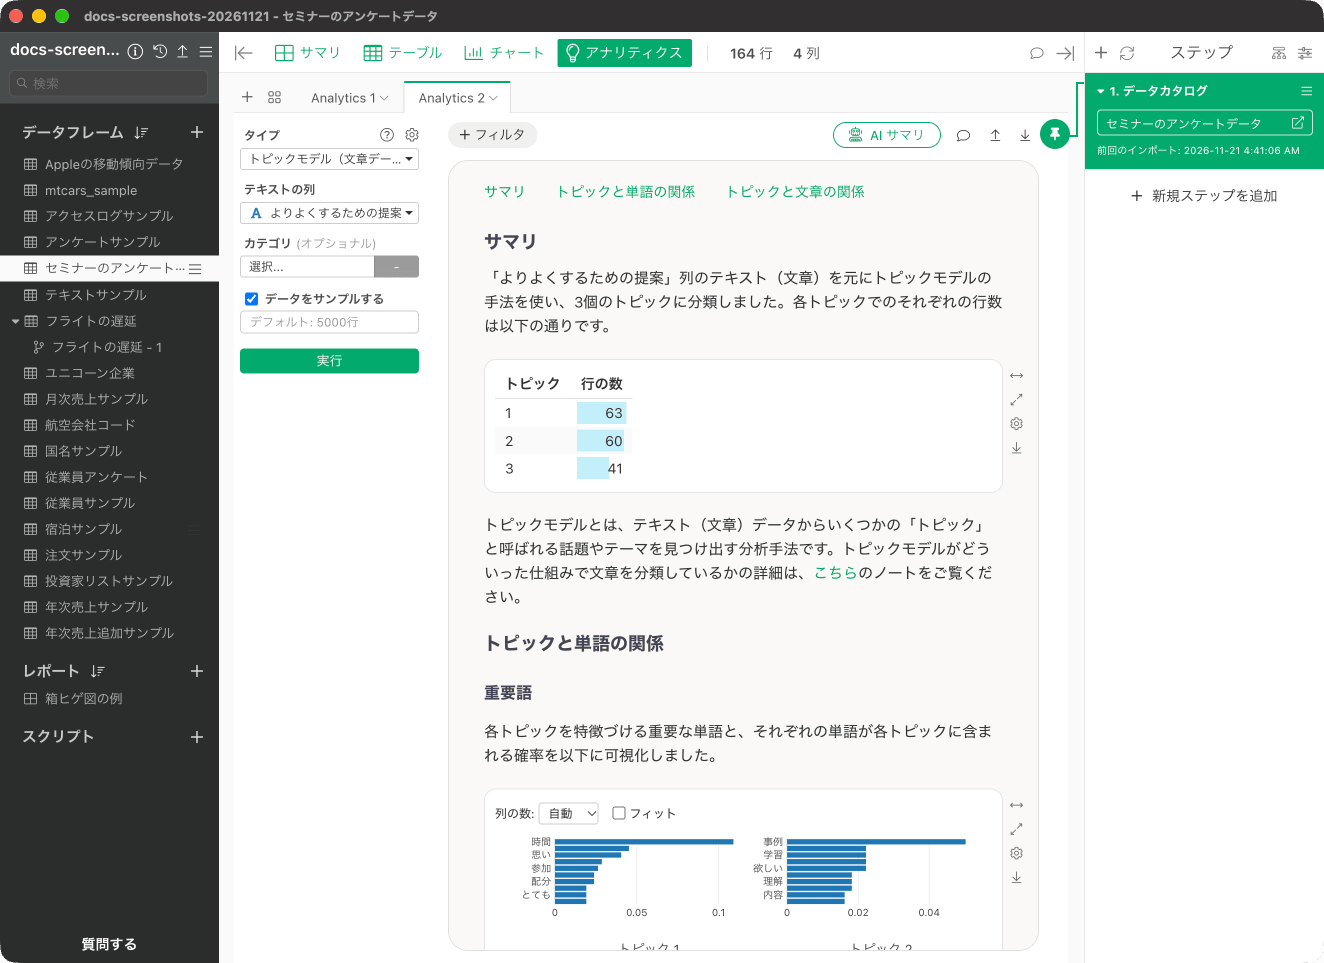 docs-screenshots-20261121 - セミナーのアンケートデータ
docs-screen...
検索
データフレーム
Appleの移動傾向データ
mtcars_sample
アクセスログサンプル
アンケートサンプル
セミナーのアンケート…
テキストサンプル
フライトの遅延
フライトの遅延 - 1
ユニコーン企業
月次売上サンプル
航空会社コード
国名サンプル
従業員アンケート
従業員サンプル
宿泊サンプル
注文サンプル
投資家リストサンプル
年次売上サンプル
年次売上追加サンプル
レポート
箱ヒゲ図の例
スクリプト
質問する
サマリ
テーブル
チャート
アナリティクス
164 行
4 列
Analytics 1
Analytics 2
タイプ
トピックモデル（文章デー...
テキストの列
A よりよくするための提案
カテゴリ (オプショナル)
選択...
-
データをサンプルする
デフォルト: 5000行
実行
フィルタ
AI サマリ
サマリ
トピックと単語の関係
トピックと文章の関係
サマリ
「よりよくするための提案」列のテキスト（文章）を元にトピックモデルの
手法を使い、3個のトピックに分類しました。各トピックでのそれぞれの行数
は以下の通りです。
トピック 行の数
1 63
2 60
3 41
トピックモデルとは、テキスト（文章）データからいくつかの「トピック」
と呼ばれる話題やテーマを見つけ出す分析手法です。トピックモデルがどう
いった仕組みで文章を分類しているかの詳細は、こちらのノートをご覧くだ
さい。
トピックと単語の関係
重要語
各トピックを特徴づける重要な単語と、それぞれの単語が各トピックに含ま
れる確率を以下に可視化しました。
列の数: 自動 フィット
時間
思い
参加
配分
とても
0 0.05 0.1
トピック 1
事例
学習
欲しい
理解
内容
0 0.02 0.04
トピック 2
ステップ
1. データカタログ
セミナーのアンケートデータ
前回のインポート: 2026-11-21 4:41:06 AM
新規ステップを追加